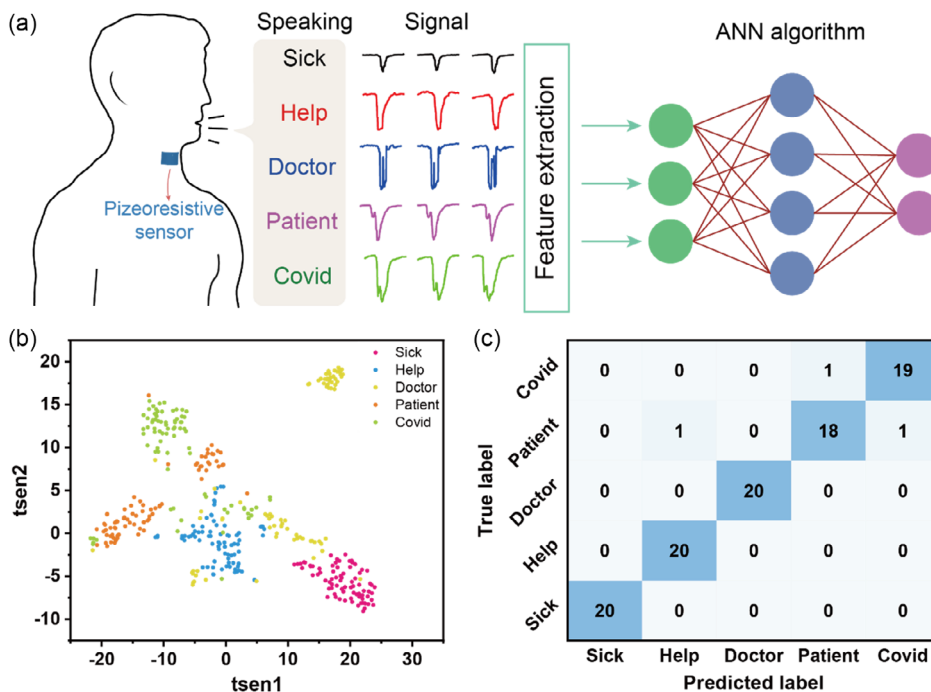 (a)
Speaking
Signal
ANN algorithm
Sick
Help
Doctor
Patient
Covid
Pizeoresistive
sensor
Feature extraction
(b)
20
15
10
5
0
-5
-10
tsen2
-20
-10
0
10
20
30
tsen1
Sick
Help
Doctor
Patient
Covid
(c)
True label
Covid 0 0 0 1 19
Patient 0 1 0 18 1
Doctor 0 0 20 0 0
Help 0 20 0 0 0
Sick 20 0 0 0 0
Sick Help Doctor Patient Covid
Predicted label